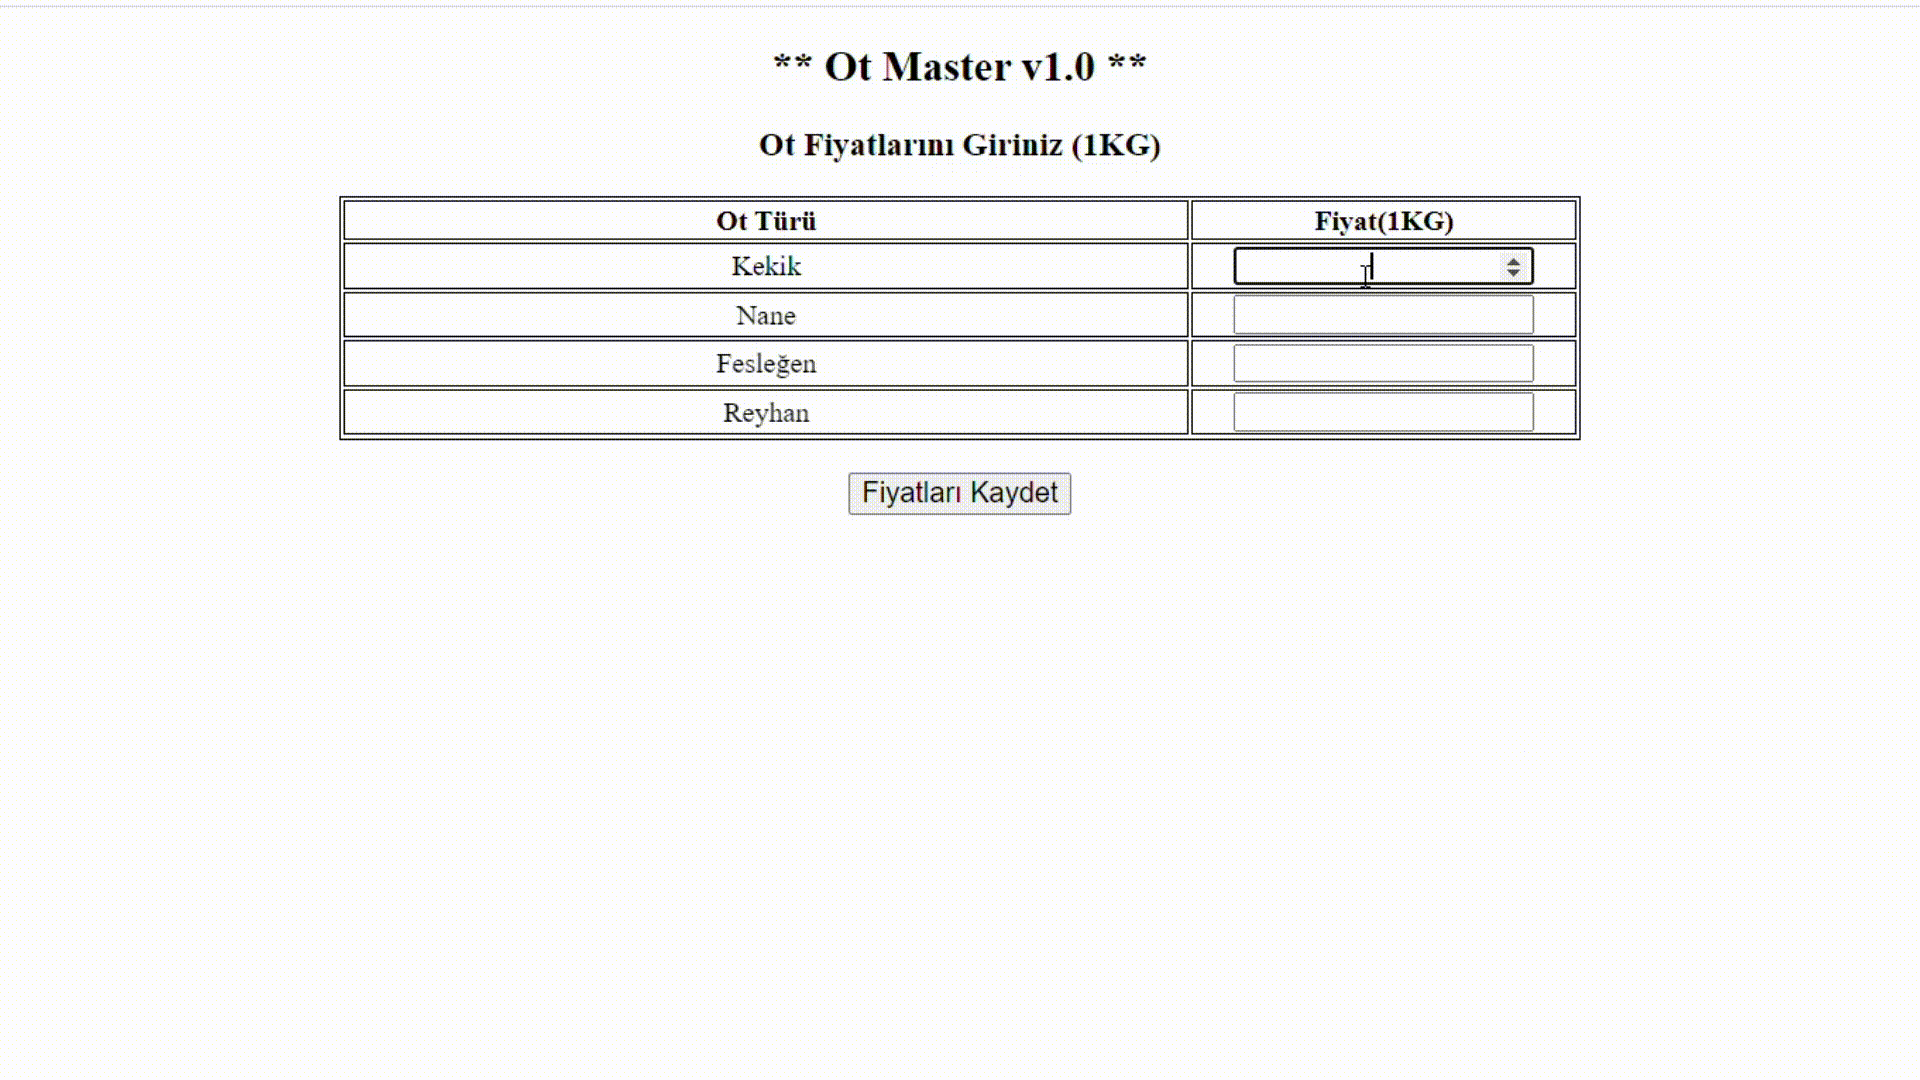 ** Ot Master v1.0 **
Ot Fiyatlarını Giriniz (1KG)
Ot Türü Fiyat(1KG)
Kekik
Nane
Fesleğen
Reyhan
Fiyatları Kaydet